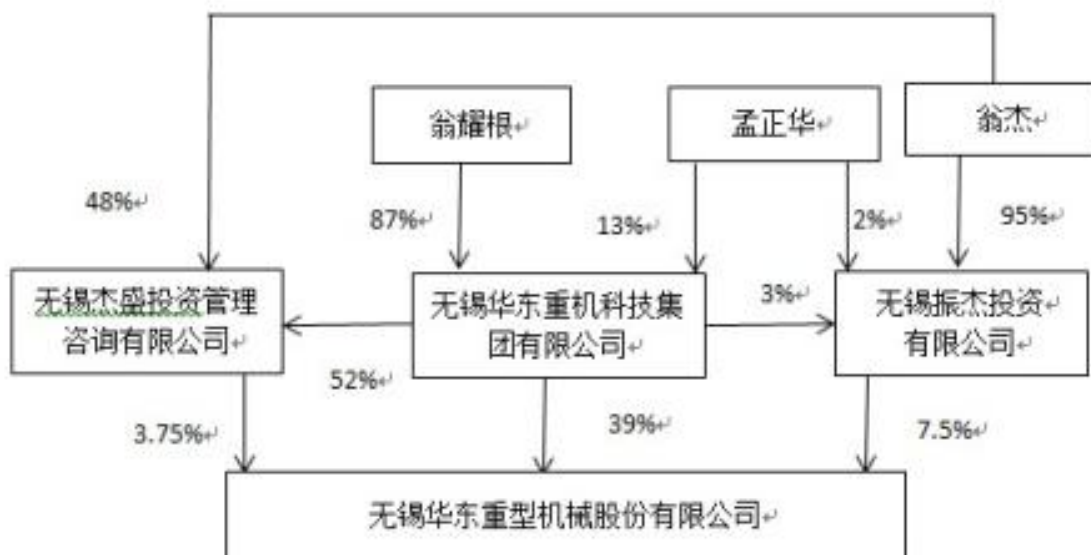 翁耀根
孟正华
翁杰
48%
87%
13%
2%
95%
无锡杰盛投资管理
咨询有限公司
无锡华东重机科技集
团有限公司
3%
无锡振杰投资
有限公司
52%
3.75%
39%
7.5%
无锡华东重型机械股份有限公司